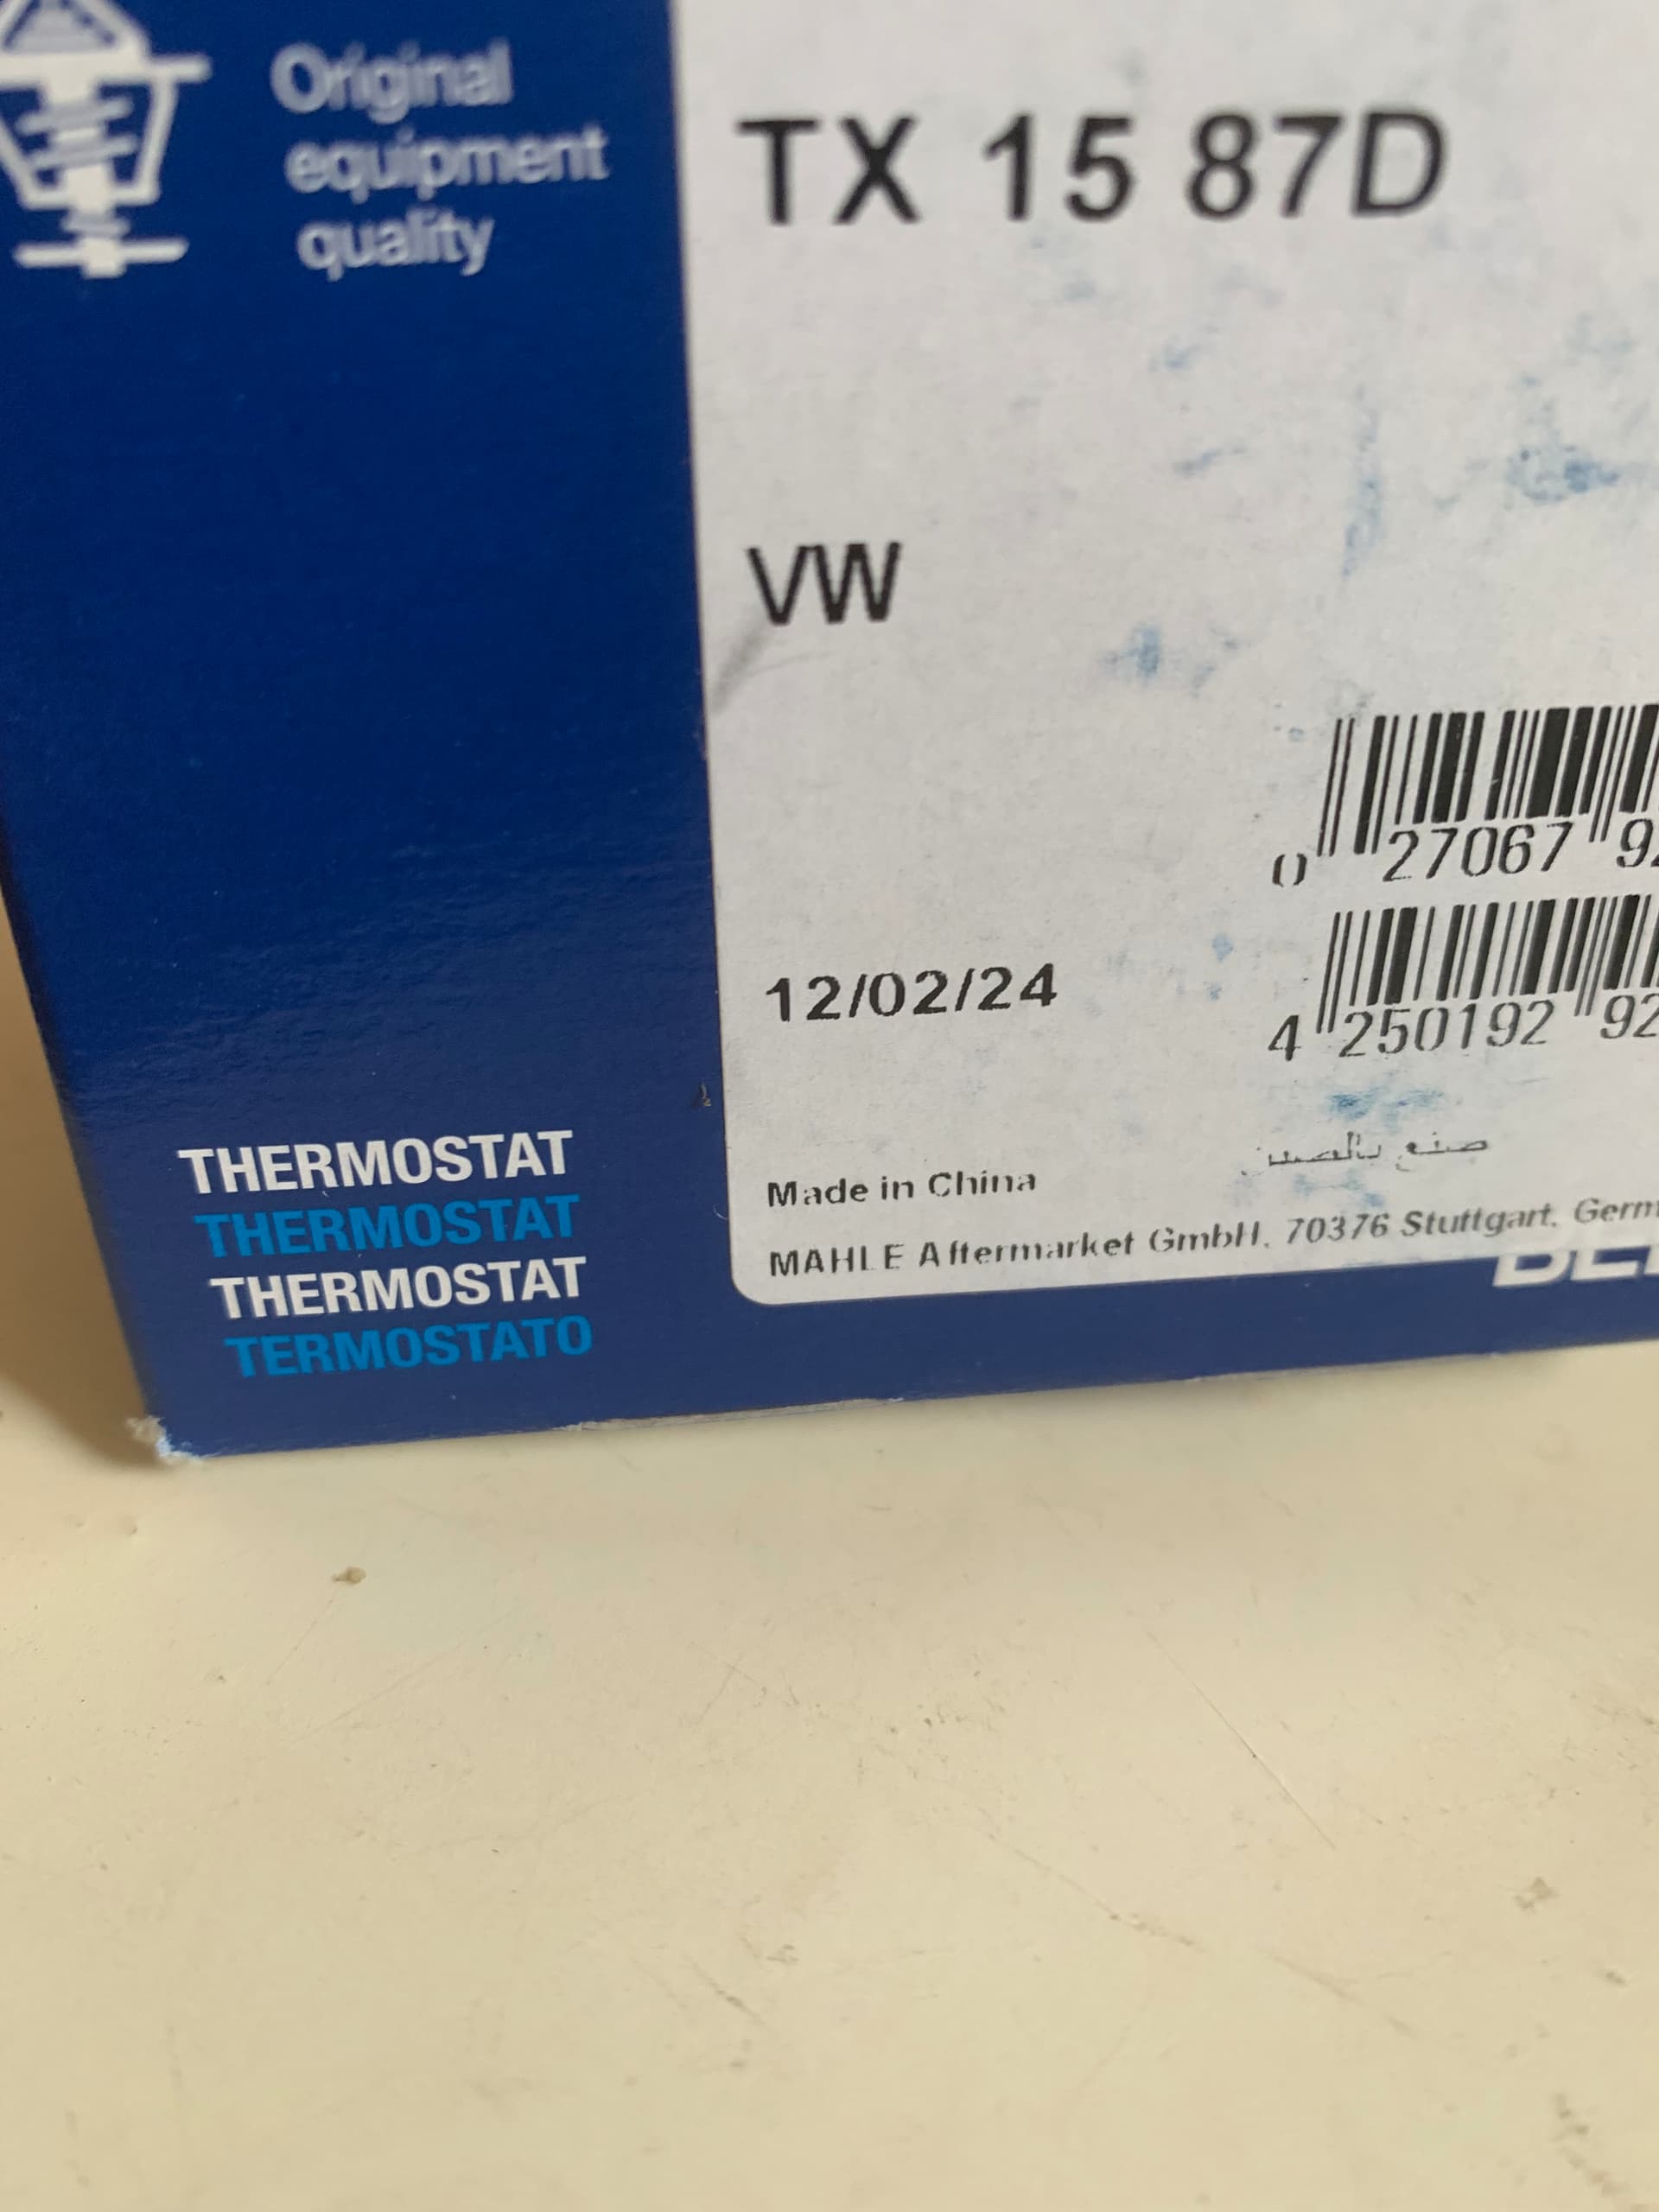 Original
equipment
quality
TX 15 87D
VW
0 27067 92
12/02/24
4 250192 92
صنع بالصين
Made in China
MAHLE Aftermarket GmbH, 70376 Stuttgart, Germ
THERMOSTAT
THERMOSTAT
THERMOSTAT
TERMOSTATO